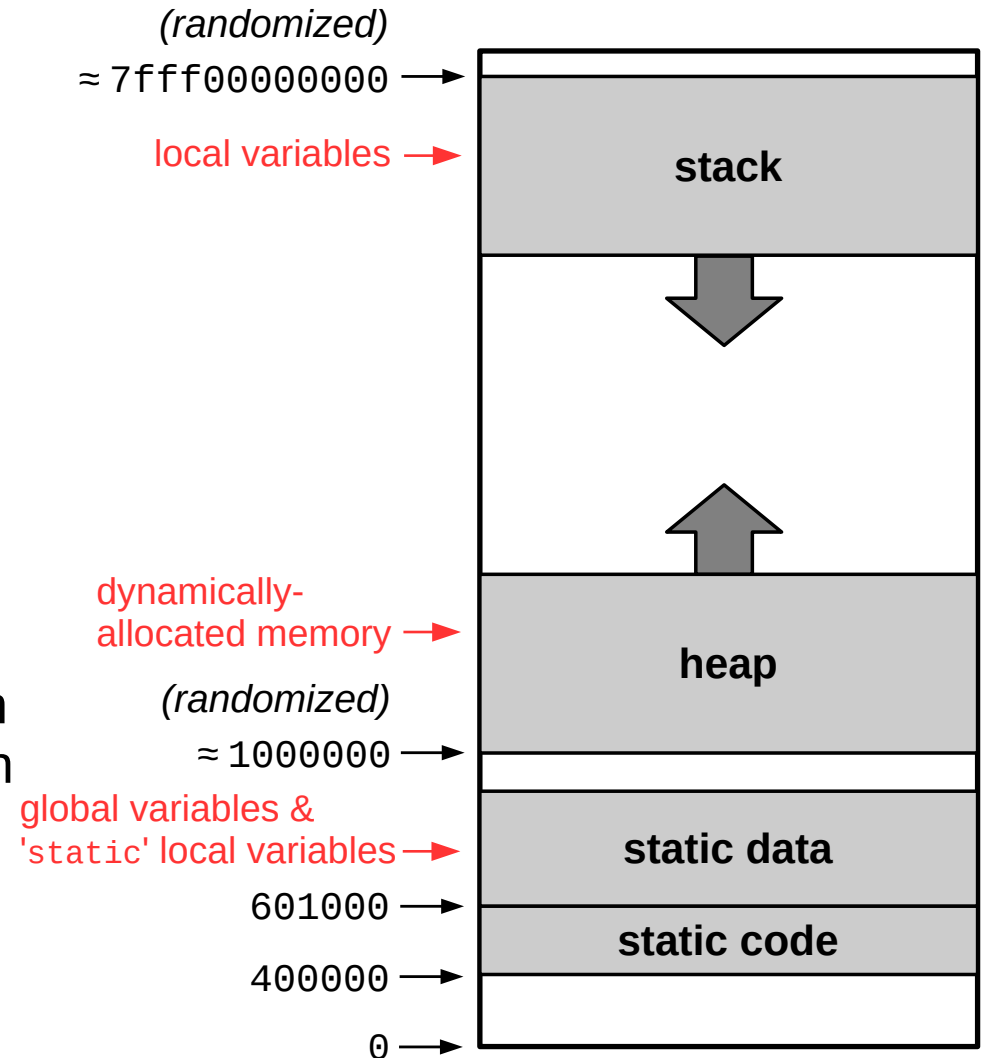 (randomized)
≈ 7fff00000000
local variables
stack
dynamically-
allocated memory
heap
(randomized)
≈ 1000000
global variables &
'static' local variables
static data
601000
static code
400000
0